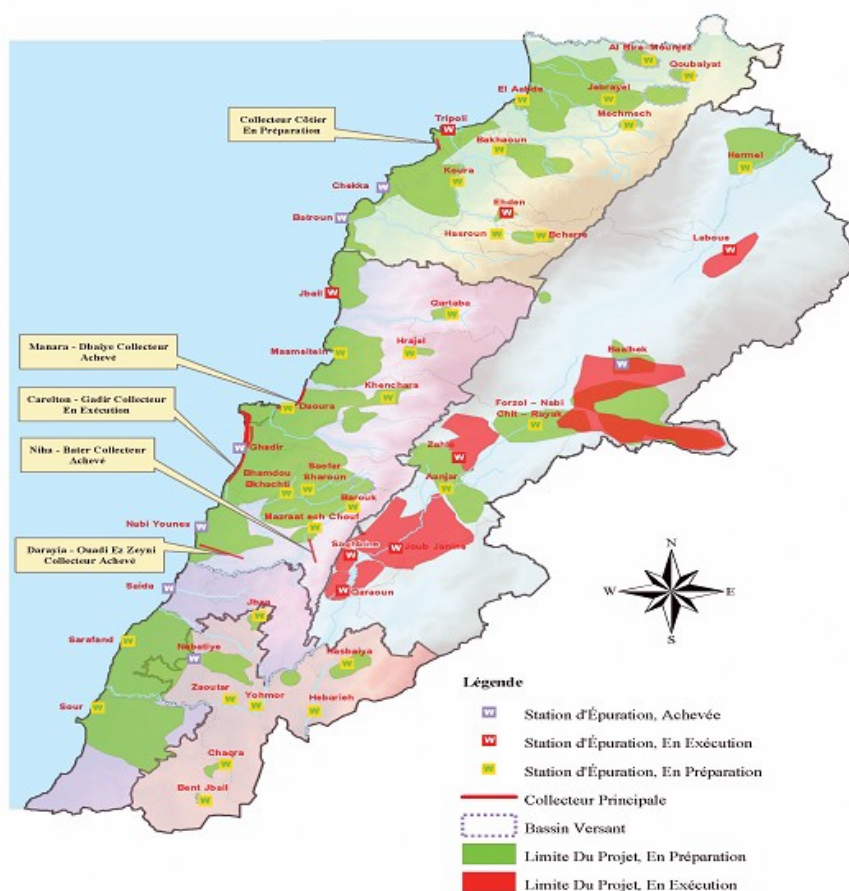 Al Bire-Mounjez
Qoubaiyat
El Aabde
Jebrayel
Mechmech
Collecteur Côtier
En Préparation
Tripoli
Bakhaoun
Hermel
Chekka
Koura
Ehden
Batroun
Hasroun
Bcharre
Laboue
Jbail
Qartaba
Manara - Dbaiye Collecteur
Achevé
Maameltein
Hrajel
Baalbek
Khenchara
Carelton - Gadir Collecteur
En Exécution
Daoura
Forzol - Nabi
Chit - Rayak
Niha - Bater Collecteur
Achevé
Ghadir
Zahle
Bhamdou
Bkhachti
Sharoun
Aanjar
Barouk
Mazraat ech Chouf
Nabi Younes
Darayia - Ouadi Ez Zeyni
Collecteur Achevé
Saghbine
Joub Janine
N
W
E
S
Saida
Qaraoun
Jbaa
Sarafand
Nabatiye
Hasbaiya
Zaoutar
Yohmor
Hebarieh
Sour
Chaqra
Bent Jbail
Légende
W Station d'Épuration, Achevée
W Station d'Épuration, En Exécution
W Station d'Épuration, En Préparation
Collecteur Principale
Bassin Versant
Limite Du Projet, En Préparation
Limite Du Projet, En Exécution